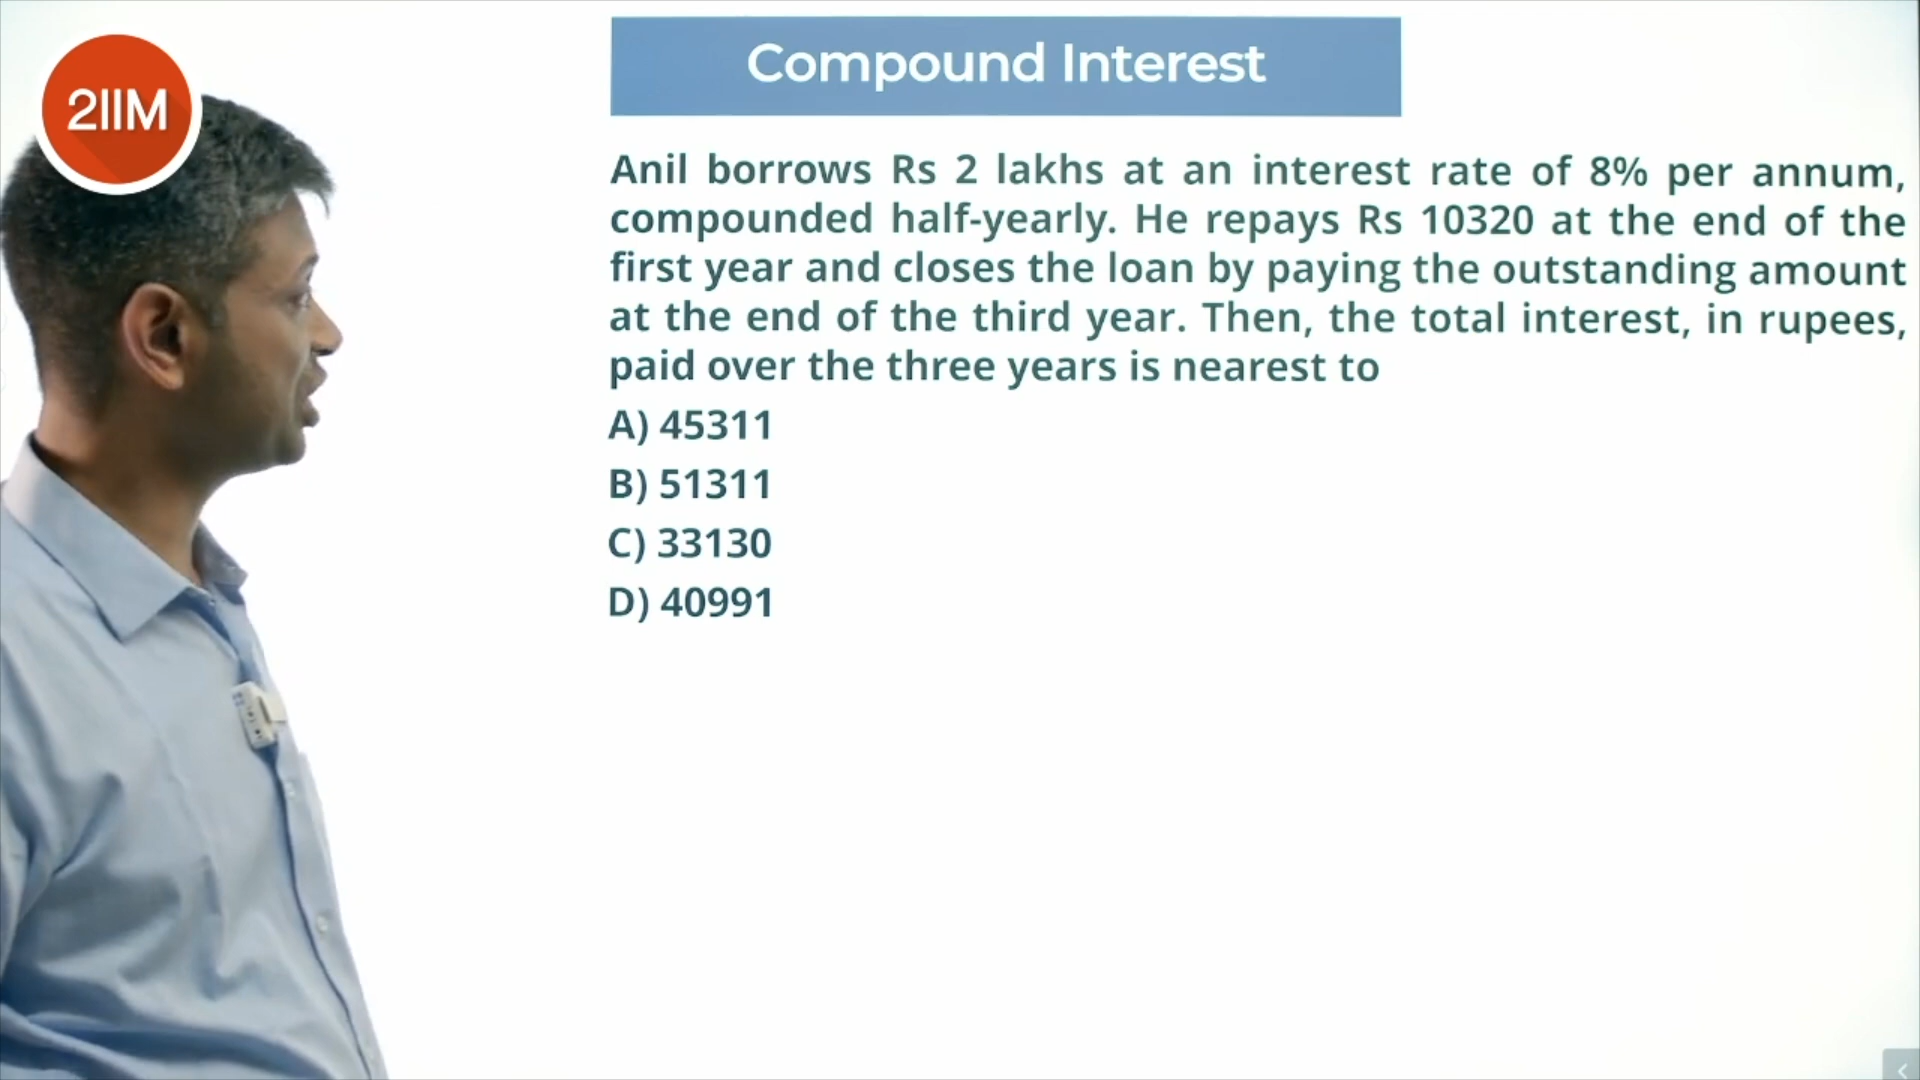 2IIM
Compound Interest
Anil borrows Rs 2 lakhs at an interest rate of 8% per annum,
compounded half-yearly. He repays Rs 10320 at the end of the
first year and closes the loan by paying the outstanding amount
at the end of the third year. Then, the total interest, in rupees,
paid over the three years is nearest to
A) 45311
B) 51311
C) 33130
D) 40991